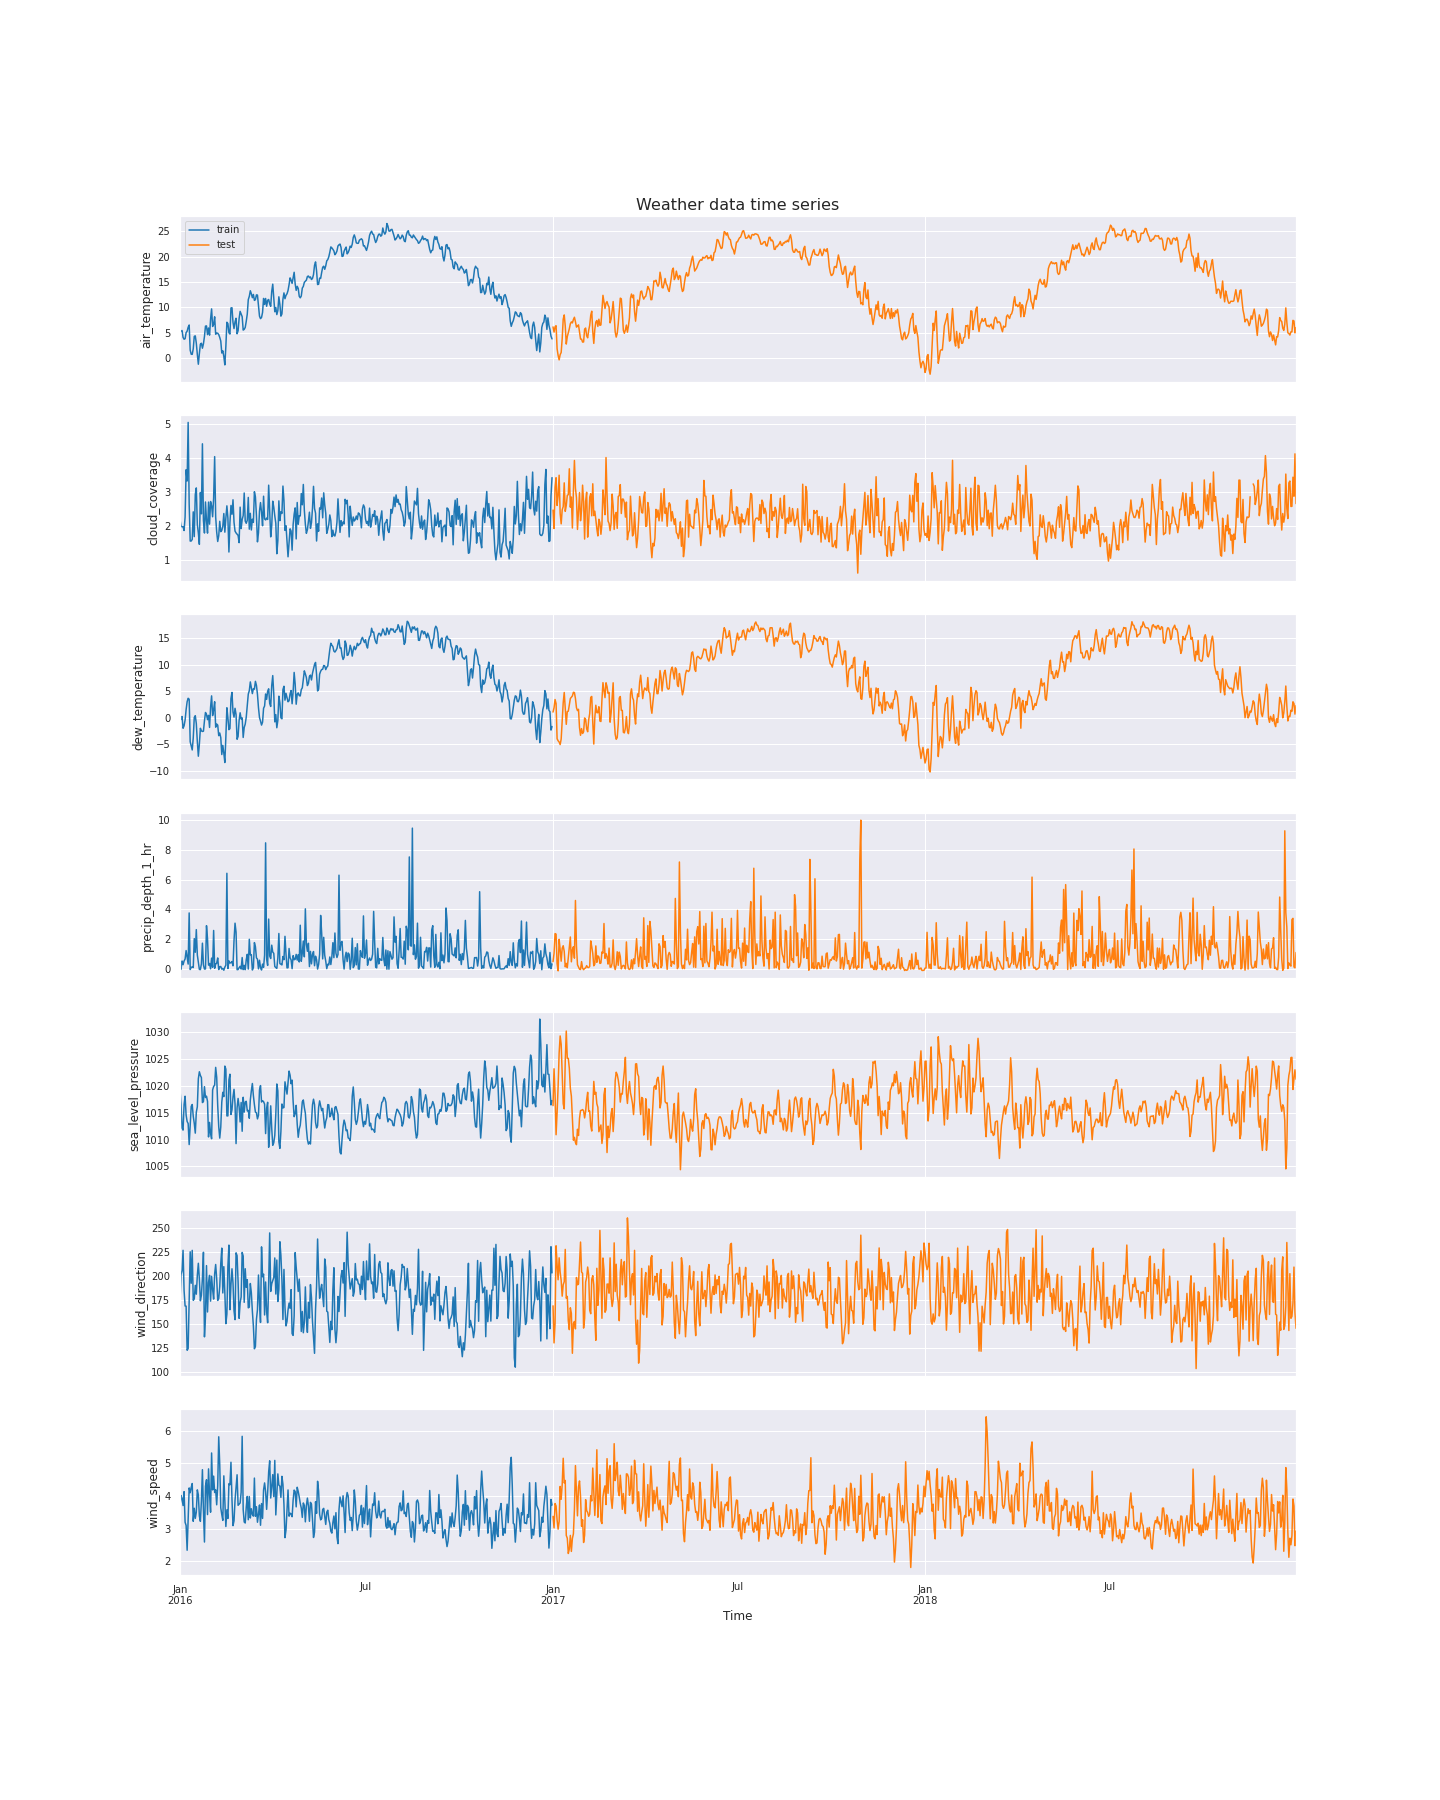 Weather data time series
train
test
air_temperature
25
20
15
10
5
0
cloud_coverage
5
4
3
2
1
dew_temperature
15
10
5
0
−5
−10
precip_depth_1_hr
10
8
6
4
2
0
sea_level_pressure
1030
1025
1020
1015
1010
1005
wind_direction
250
225
200
175
150
125
100
wind_speed
6
5
4
3
2
Jan
2016
Jul
Jan
2017
Jul
Jan
2018
Jul
Time